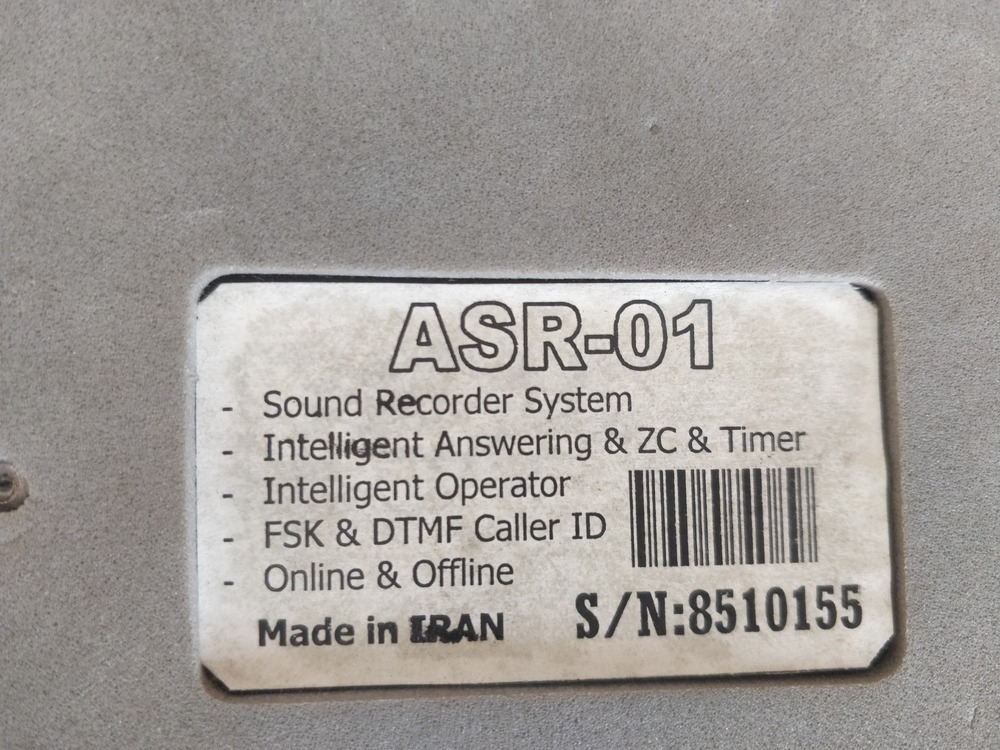 ASR-01
- Sound Recorder System
- Intelligent Answering & ZC & Timer
- Intelligent Operator
- FSK & DTMF Caller ID
- Online & Offline
Made in IRAN
S/N:8510155